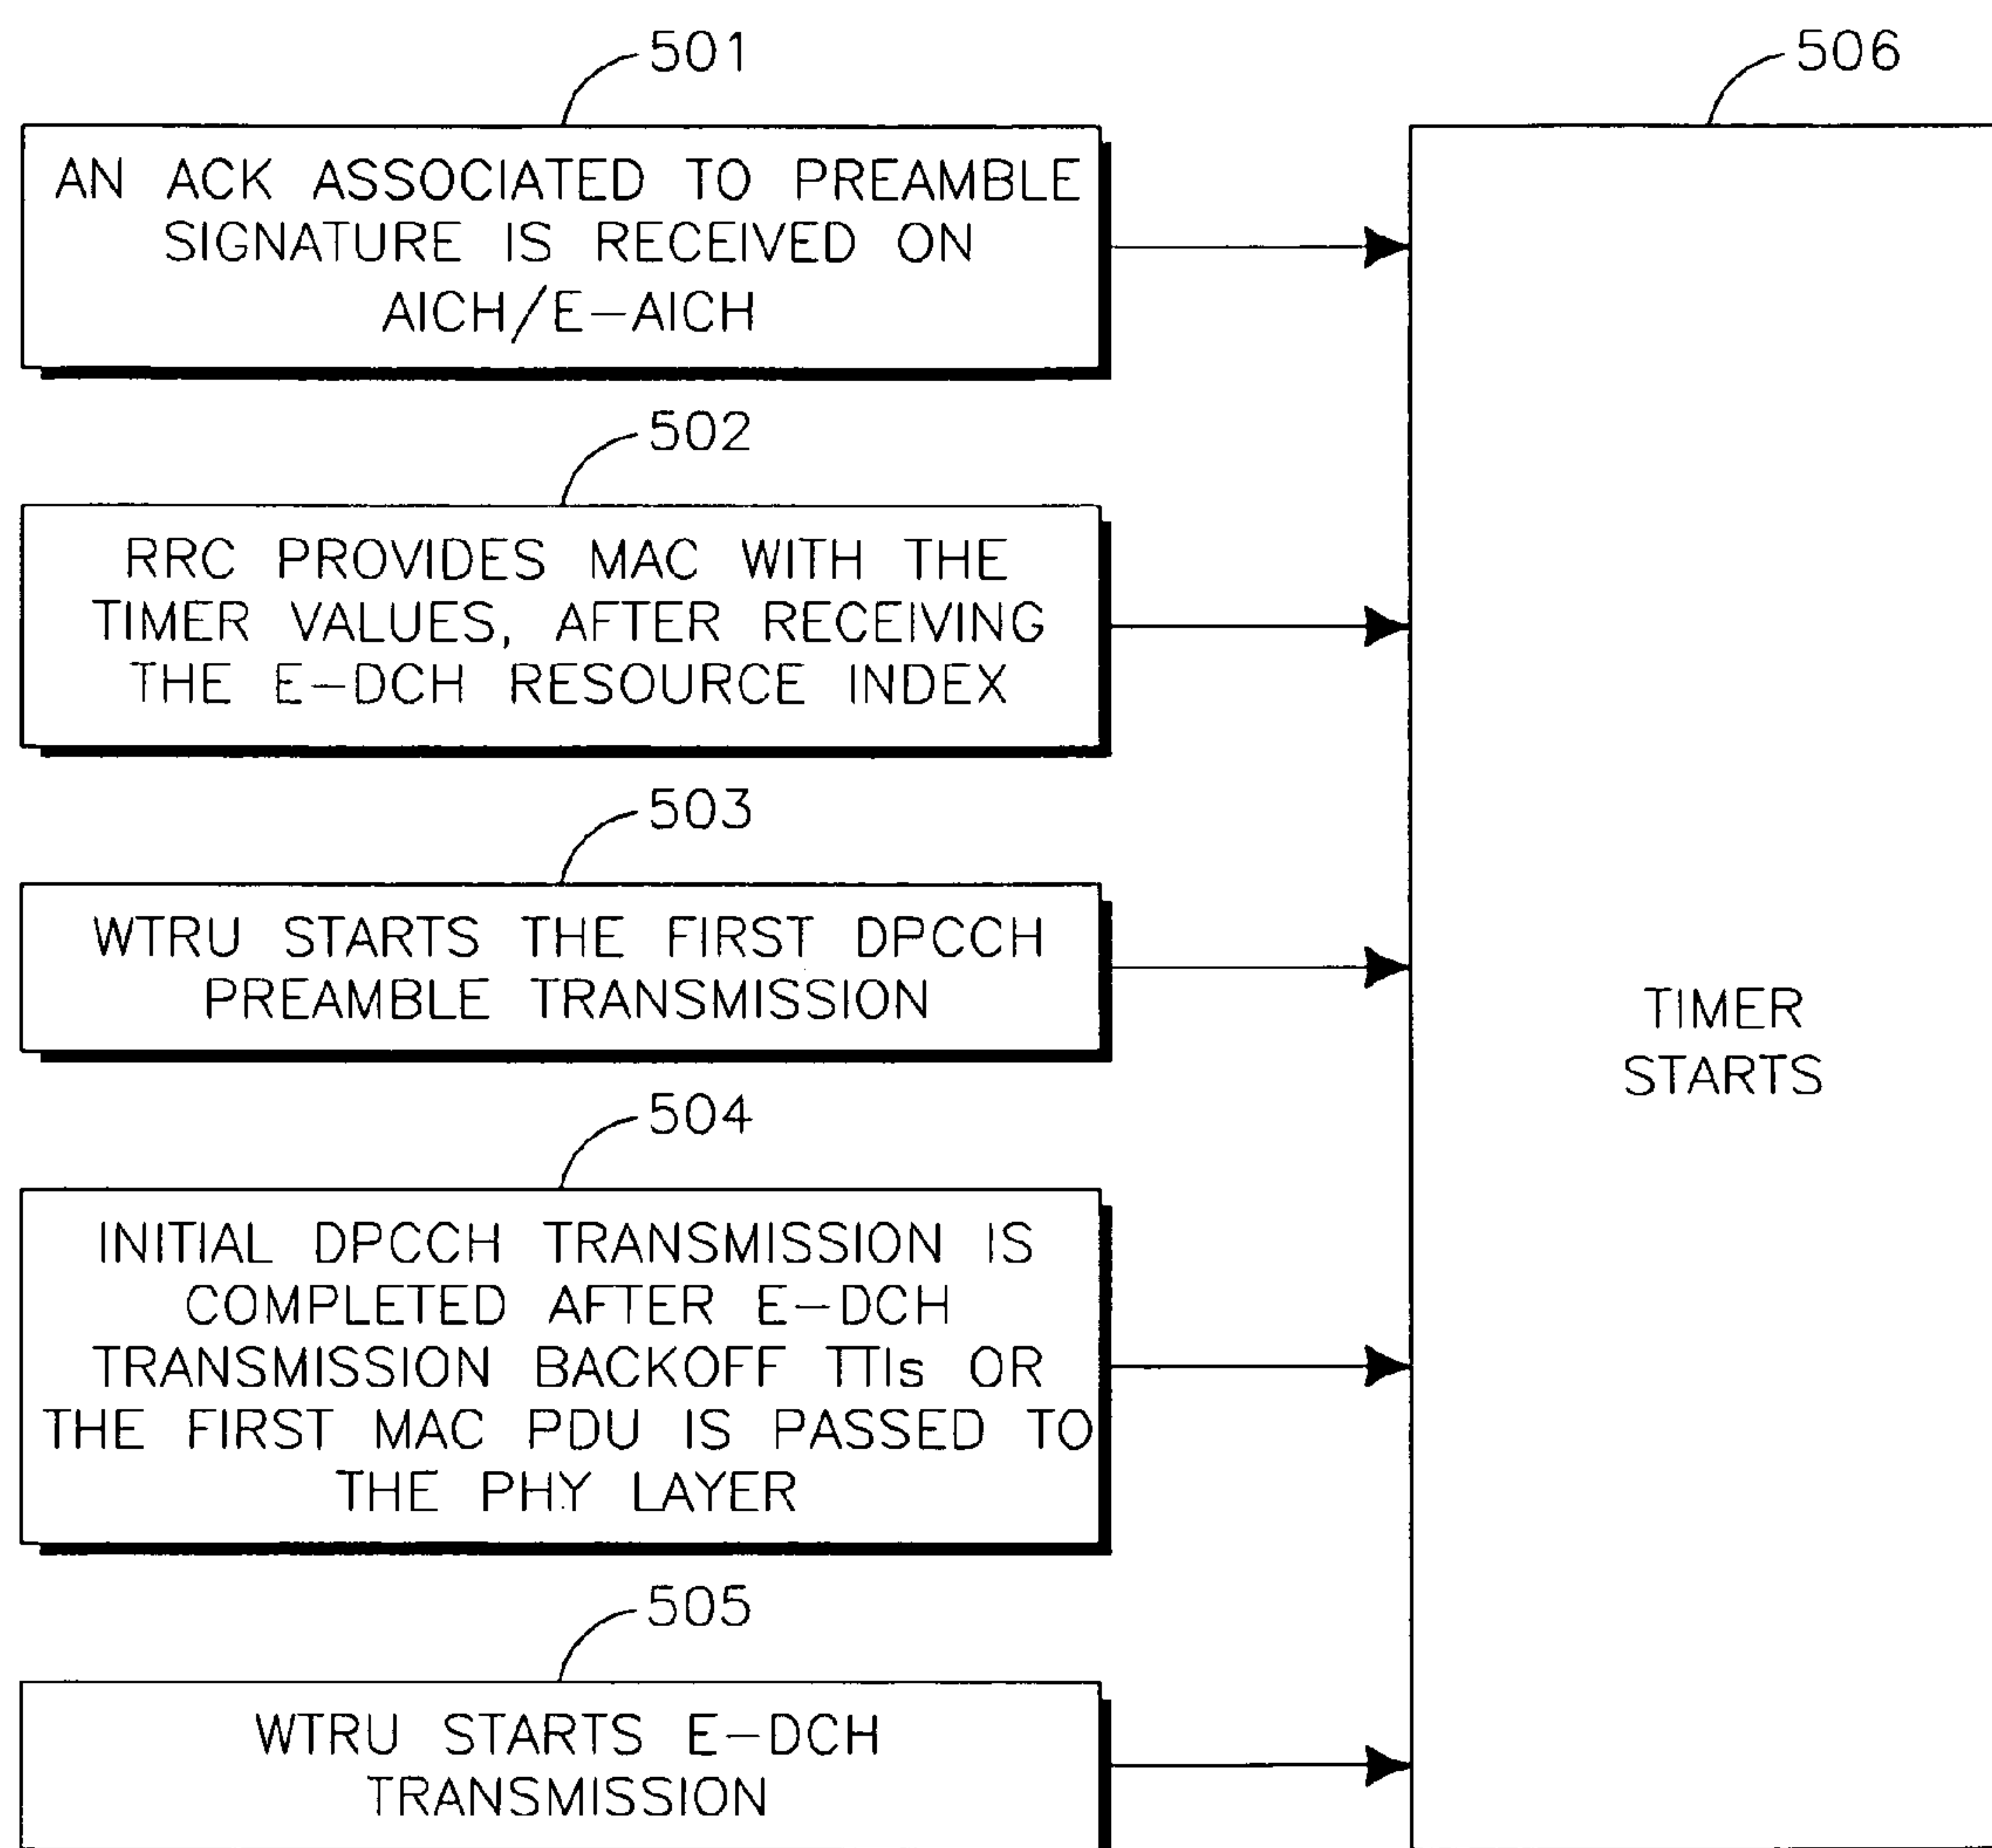 501
AN ACK ASSOCIATED TO PREAMBLE
SIGNATURE IS RECEIVED ON
AICH/E-AICH
502
RRC PROVIDES MAC WITH THE
TIMER VALUES, AFTER RECEIVING
THE E-DCH RESOURCE INDEX
503
WTRU STARTS THE FIRST DPCCH
PREAMBLE TRANSMISSION
504
INITIAL DPCCH TRANSMISSION IS
COMPLETED AFTER E-DCH
TRANSMISSION BACKOFF TTIs OR
THE FIRST MAC PDU IS PASSED TO
THE PHY LAYER
505
WTRU STARTS E-DCH
TRANSMISSION
506
TIMER
STARTS